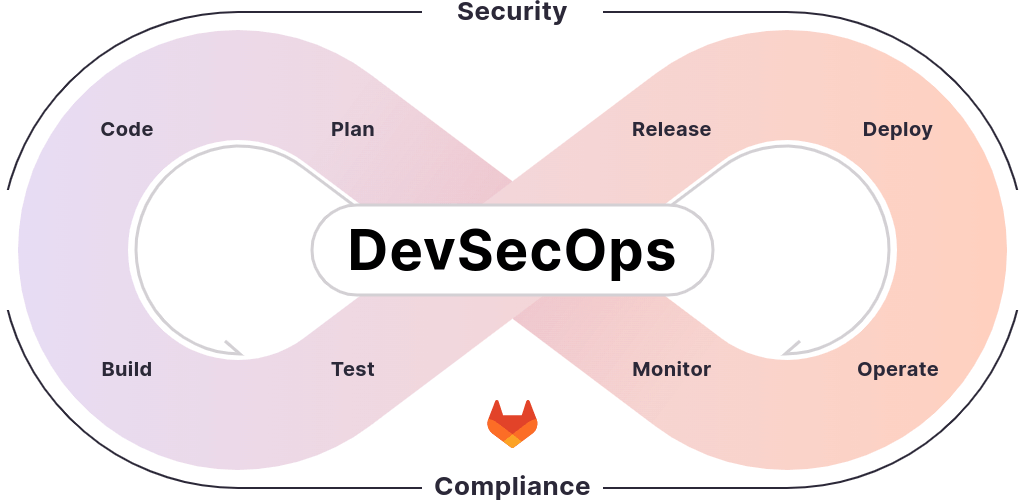 Security
Code
Plan
Release
Deploy
DevSecOps
Build
Test
Monitor
Operate
Compliance